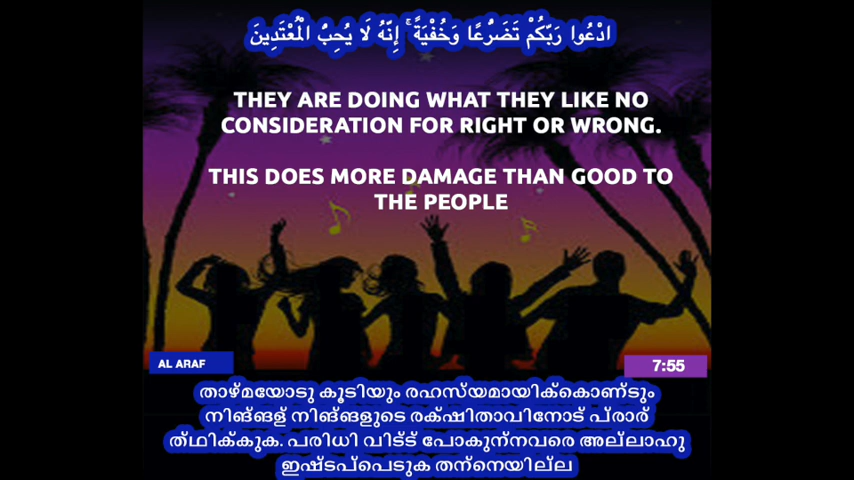 ادْعُوا رَبَّكُمْ تَضَرُّعًا وَخُفْيَةً ۚ إِنَّهُ لَا يُحِبُّ الْمُعْتَدِينَ
THEY ARE DOING WHAT THEY LIKE NO
CONSIDERATION FOR RIGHT OR WRONG.
THIS DOES MORE DAMAGE THAN GOOD TO
THE PEOPLE
AL ARAF
7:55
താഴ്മയോടു കൂടിയും രഹസ്യമായിക്കൊണ്ടും
നിങ്ങള് നിങ്ങളുടെ രക്ഷിതാവിനോട് പ്രാര്
ത്ഥിക്കുക. പരിധി വിട്ട് പോകുന്നവരെ അല്ലാഹു
ഇഷ്ടപ്പെടുക തന്നെയില്ല